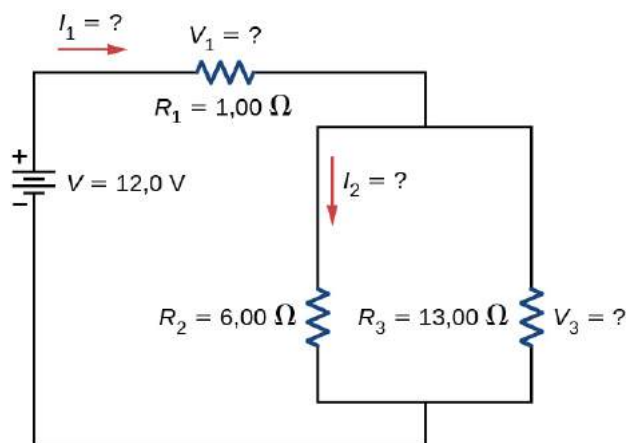 I₁ = ?
V₁ = ?
R₁ = 1,00 Ω
+
V = 12,0 V
−
I₂ = ?
R₂ = 6,00 Ω
R₃ = 13,00 Ω
V₃ = ?